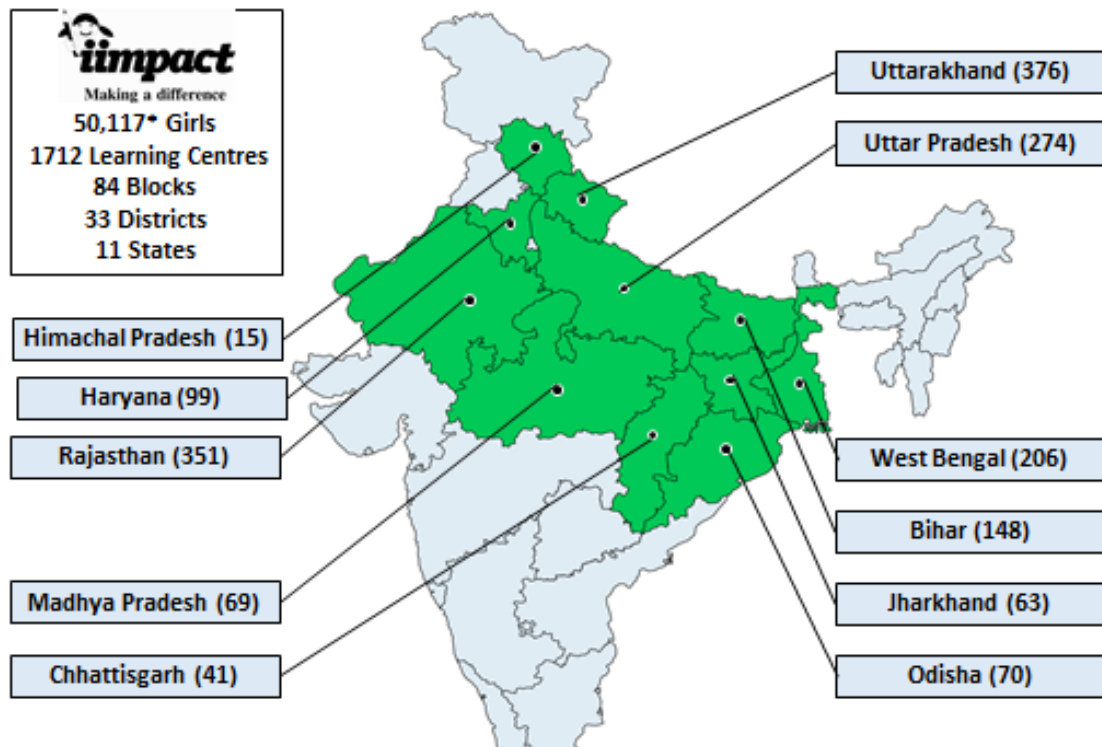 iimpact
Making a difference
50,117* Girls
1712 Learning Centres
84 Blocks
33 Districts
11 States
Uttarakhand (376)
Uttar Pradesh (274)
Himachal Pradesh (15)
Haryana (99)
Rajasthan (351)
Madhya Pradesh (69)
Chhattisgarh (41)
West Bengal (206)
Bihar (148)
Jharkhand (63)
Odisha (70)